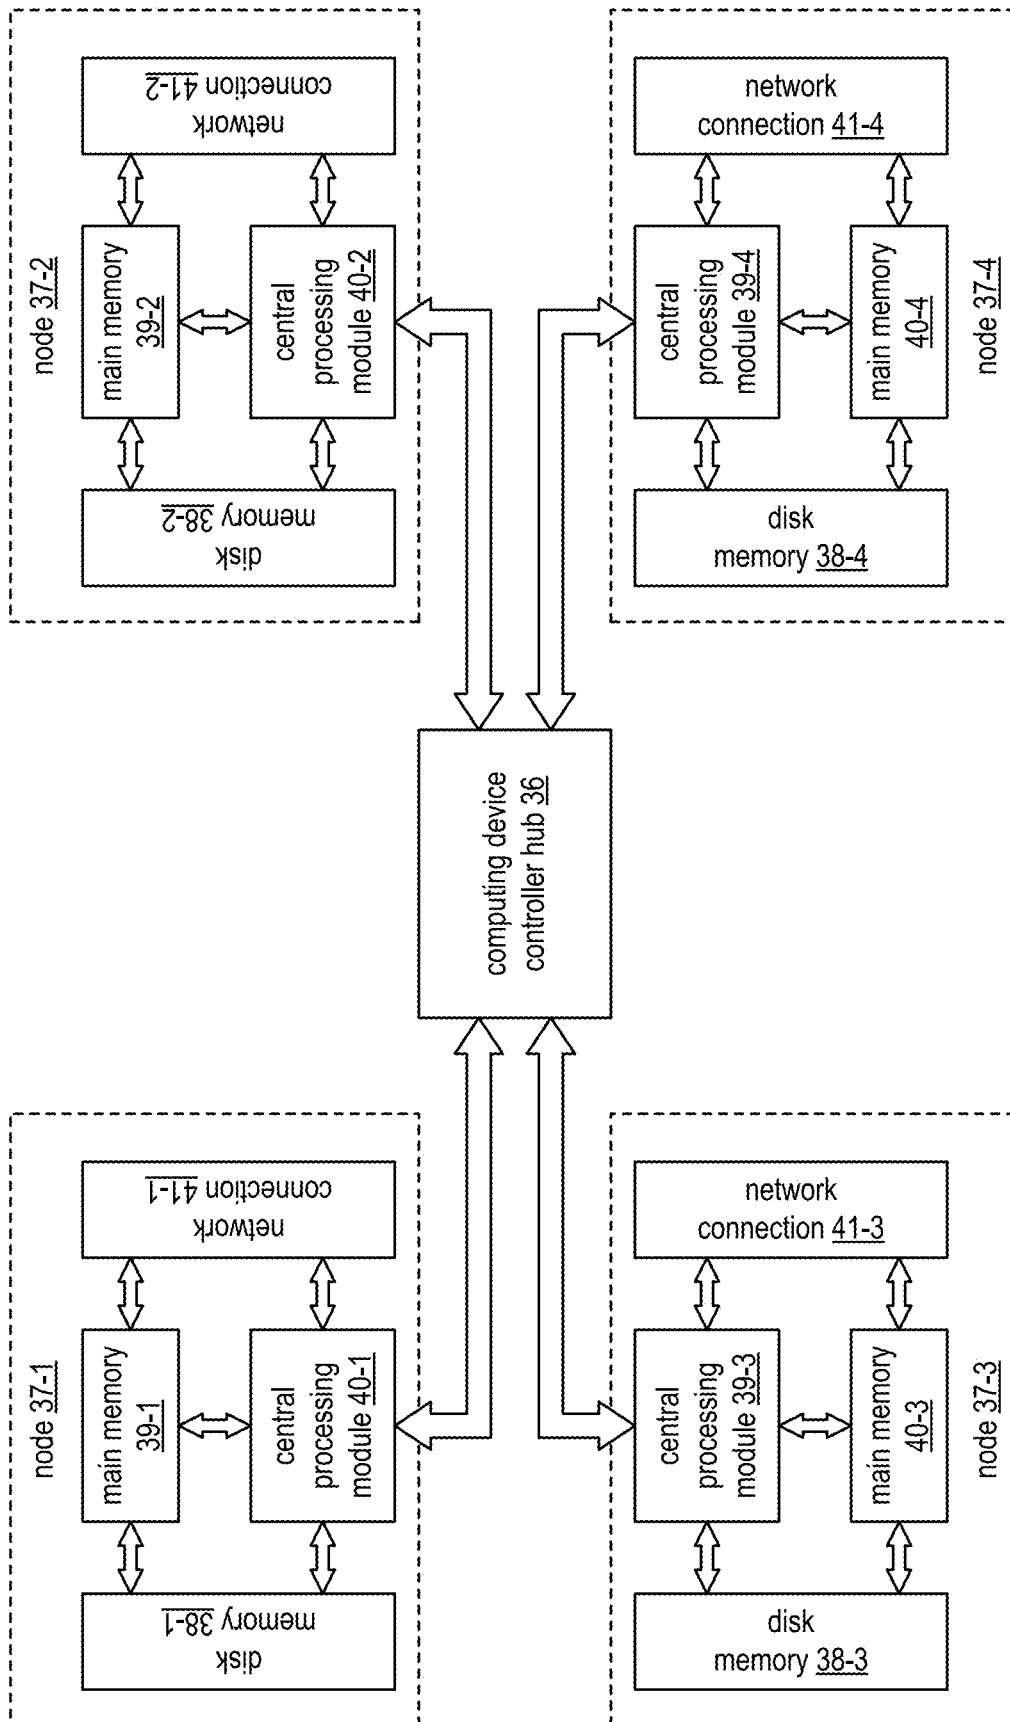 node 37-1
main memory
39-1
central
processing
module 40-1
disk
memory 38-1
network
connection 41-1
node 37-2
main memory
39-2
central
processing
module 40-2
disk
memory 38-2
network
connection 41-2
computing device
controller hub 36
central
processing
module 39-3
main memory
40-3
disk
memory 38-3
network
connection 41-3
node 37-3
central
processing
module 39-4
main memory
40-4
disk
memory 38-4
network
connection 41-4
node 37-4